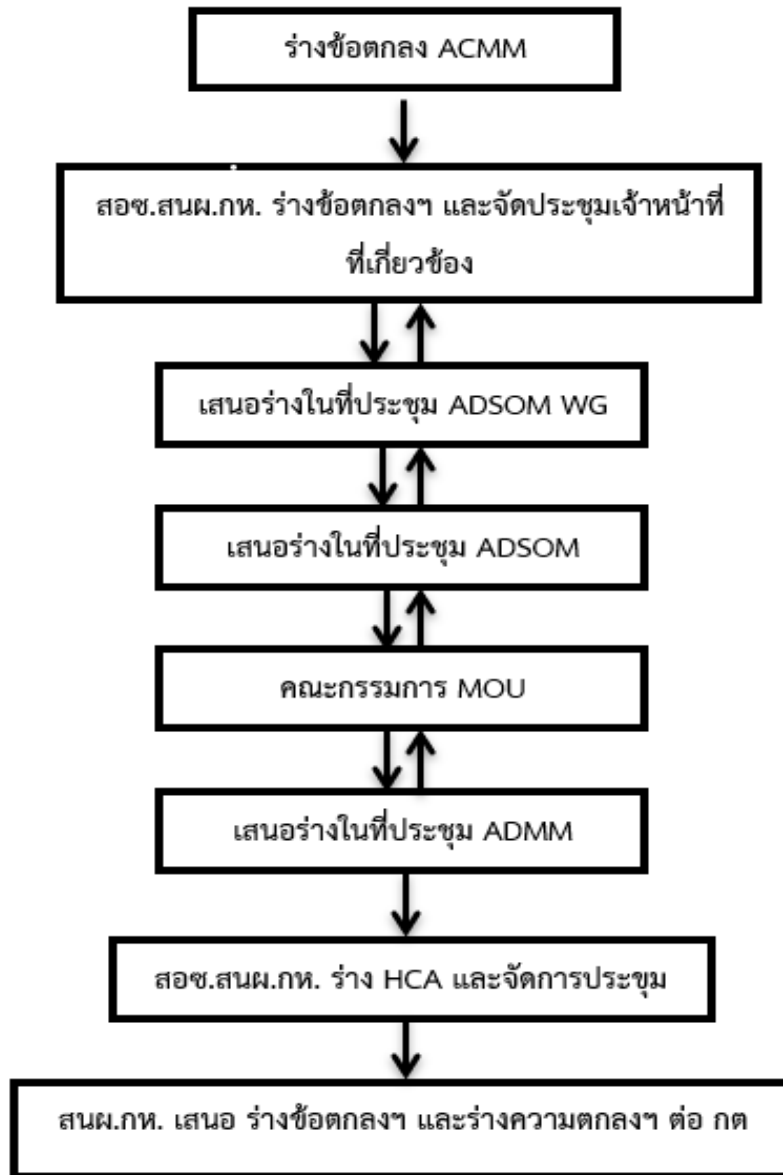 ร่างข้อตกลง ACMM
สอซ.สนผ.กห. ร่างข้อตกลงฯ และจัดประชุมเจ้าหน้าที่
ที่เกี่ยวข้อง
เสนอร่างในที่ประชุม ADSOM WG
เสนอร่างในที่ประชุม ADSOM
คณะกรรมการ MOU
เสนอร่างในที่ประชุม ADMM
สอซ.สนผ.กห. ร่าง HCA และจัดการประขุม
สนผ.กห. เสนอ ร่างข้อตกลงฯ และร่างความตกลงฯ ต่อ กต